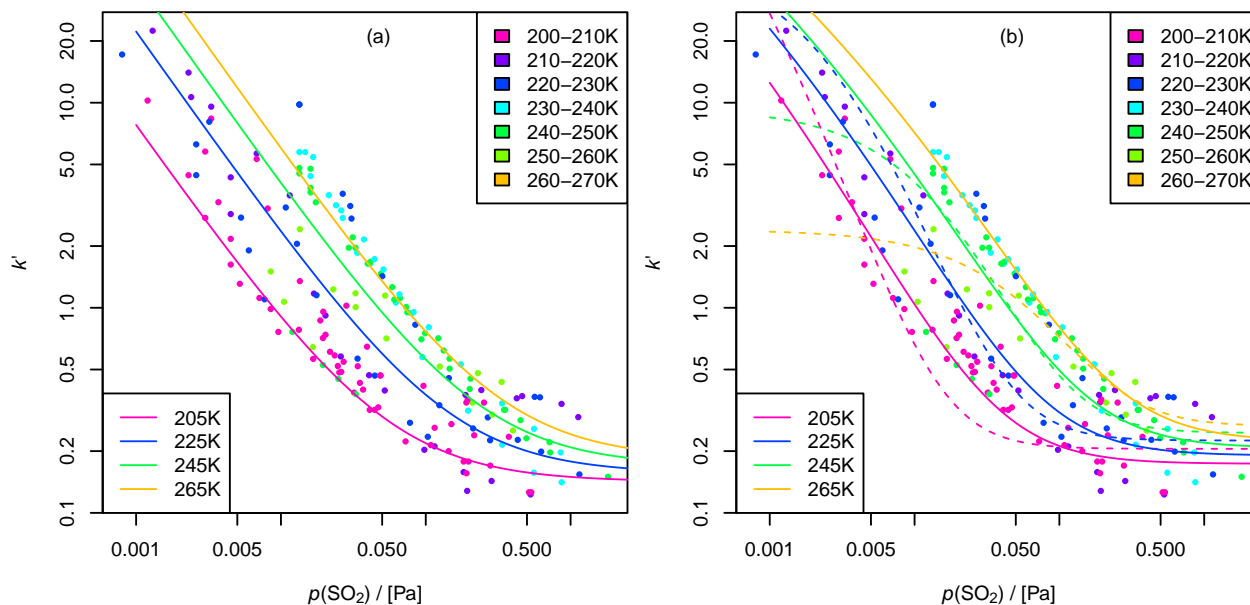 (a)
200−210K
210−220K
220−230K
230−240K
240−250K
250−260K
260−270K
20.0
10.0
5.0
2.0
1.0
0.5
0.2
0.1
k'
205K
225K
245K
265K
0.001
0.005
0.050
0.500
p(SO2) / [Pa]
(b)
200−210K
210−220K
220−230K
230−240K
240−250K
250−260K
260−270K
20.0
10.0
5.0
2.0
1.0
0.5
0.2
0.1
k'
205K
225K
245K
265K
0.001
0.005
0.050
0.500
p(SO2) / [Pa]